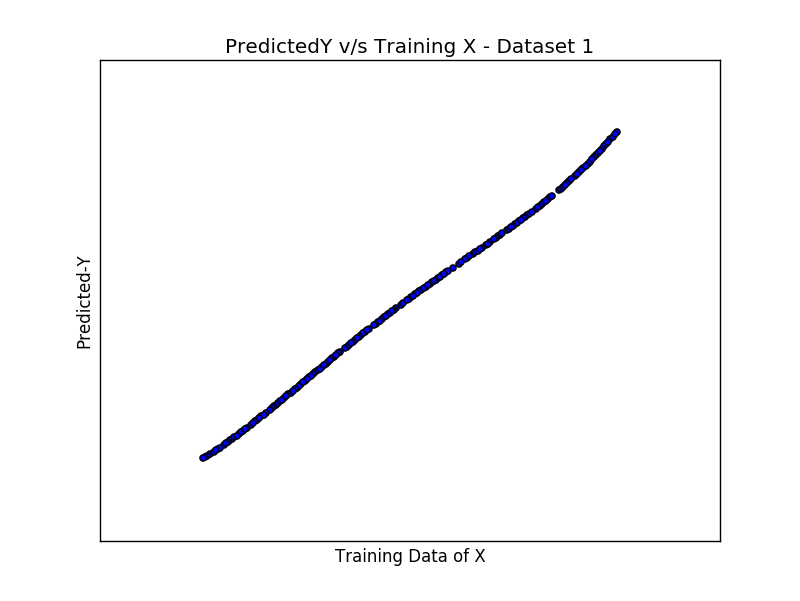 PredictedY v/s Training X - Dataset 1
Predicted-Y
Training Data of X